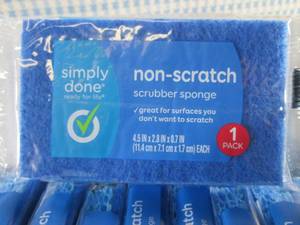 simply
done®
ready for life®
non-scratch
scrubber sponge
✓ great for surfaces you
don't want to scratch
1
PACK
4.5 IN x 2.8 IN x 0.7 IN
(11.4 cm x 7.1 cm x 1.7 cm) EACH
ratch
cratch